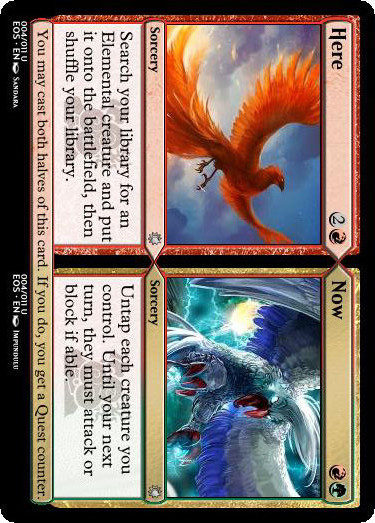 Here 2
Sorcery
Search your library for an
Elemental creature and put
it onto the battlefield, then
shuffle your library.
Now
Sorcery
Untap each creature you
control. Until your next
turn, they must attack or
block if able.
You may cast both halves of this card. If you do, you get a Quest counter.
004/011 U
EOS • EN SANDARA
004/011 U
EOS • EN IMPUNDULU